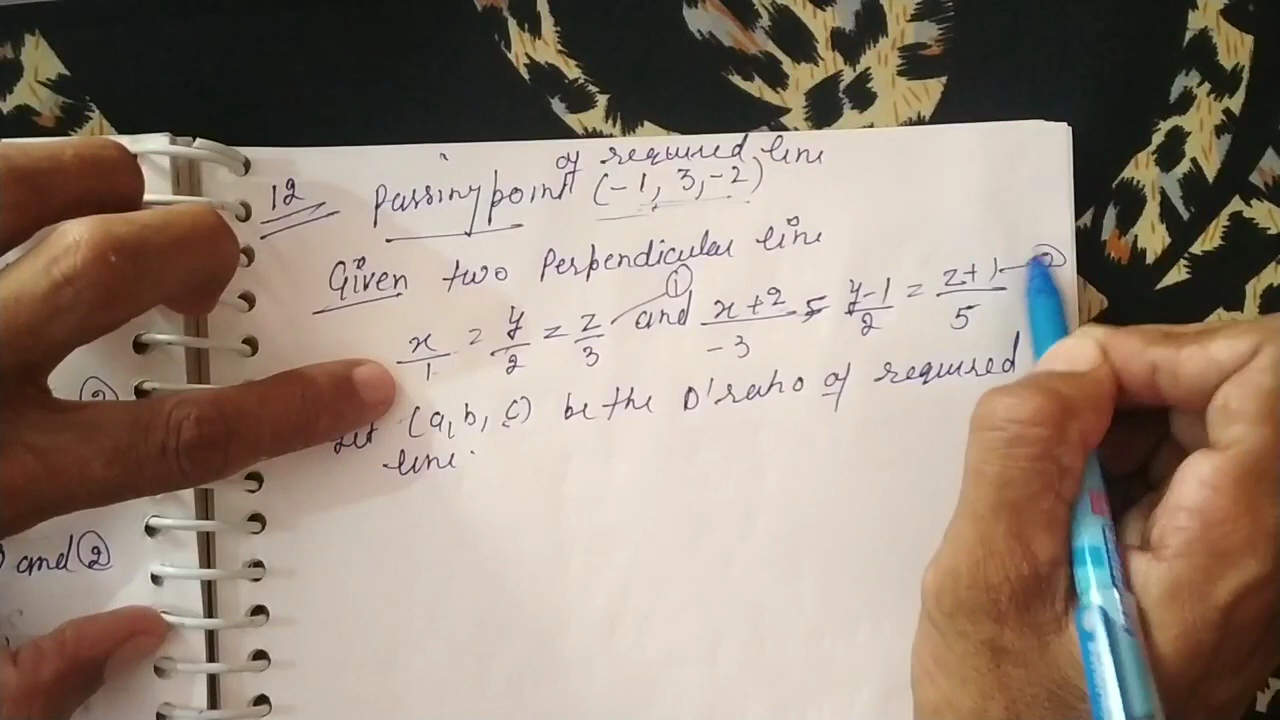 of required line
12 Passing point (-1, 3, -2)
Given two Perpendicular line
x/1 = y/2 = z/3 — ① and x+2/-3 = y-1/2 = z+1/5 — ②
Let (a, b, c) be the D'ratio of required
line.
and ②